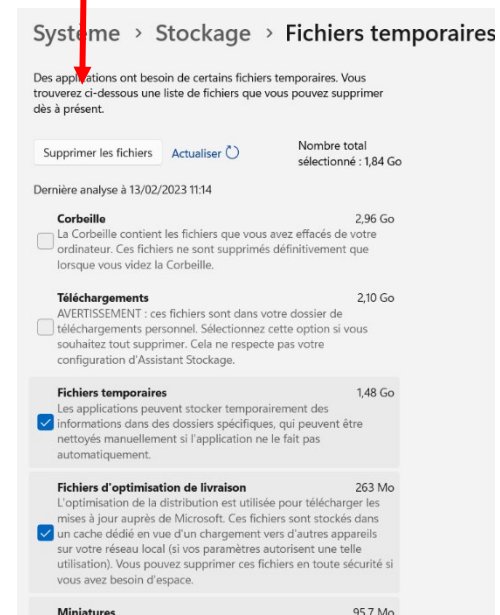 Système > Stockage > Fichiers temporaires
Des applications ont besoin de certains fichiers temporaires. Vous
trouverez ci-dessous une liste de fichiers que vous pouvez supprimer
dès à présent.
Supprimer les fichiers Actualiser
Nombre total
sélectionné : 1,84 Go
Dernière analyse à 13/02/2023 11:14
Corbeille 2,96 Go
La Corbeille contient les fichiers que vous avez effacés de votre
ordinateur. Ces fichiers ne sont supprimés définitivement que
lorsque vous videz la Corbeille.
Téléchargements 2,10 Go
AVERTISSEMENT : ces fichiers sont dans votre dossier de
téléchargements personnel. Sélectionnez cette option si vous
souhaitez tout supprimer. Cela ne respecte pas votre
configuration d'Assistant Stockage.
Fichiers temporaires 1,48 Go
Les applications peuvent stocker temporairement des
informations dans des dossiers spécifiques, qui peuvent être
nettoyés manuellement si l'application ne le fait pas
automatiquement.
Fichiers d'optimisation de livraison 263 Mo
L'optimisation de la distribution est utilisée pour télécharger les
mises à jour auprès de Microsoft. Ces fichiers sont stockés dans
un cache dédié en vue d'un chargement vers d'autres appareils
sur votre réseau local (si vos paramètres autorisent une telle
utilisation). Vous pouvez supprimer ces fichiers en toute sécurité si
vous avez besoin d'espace.
Miniatures 95,7 Mo